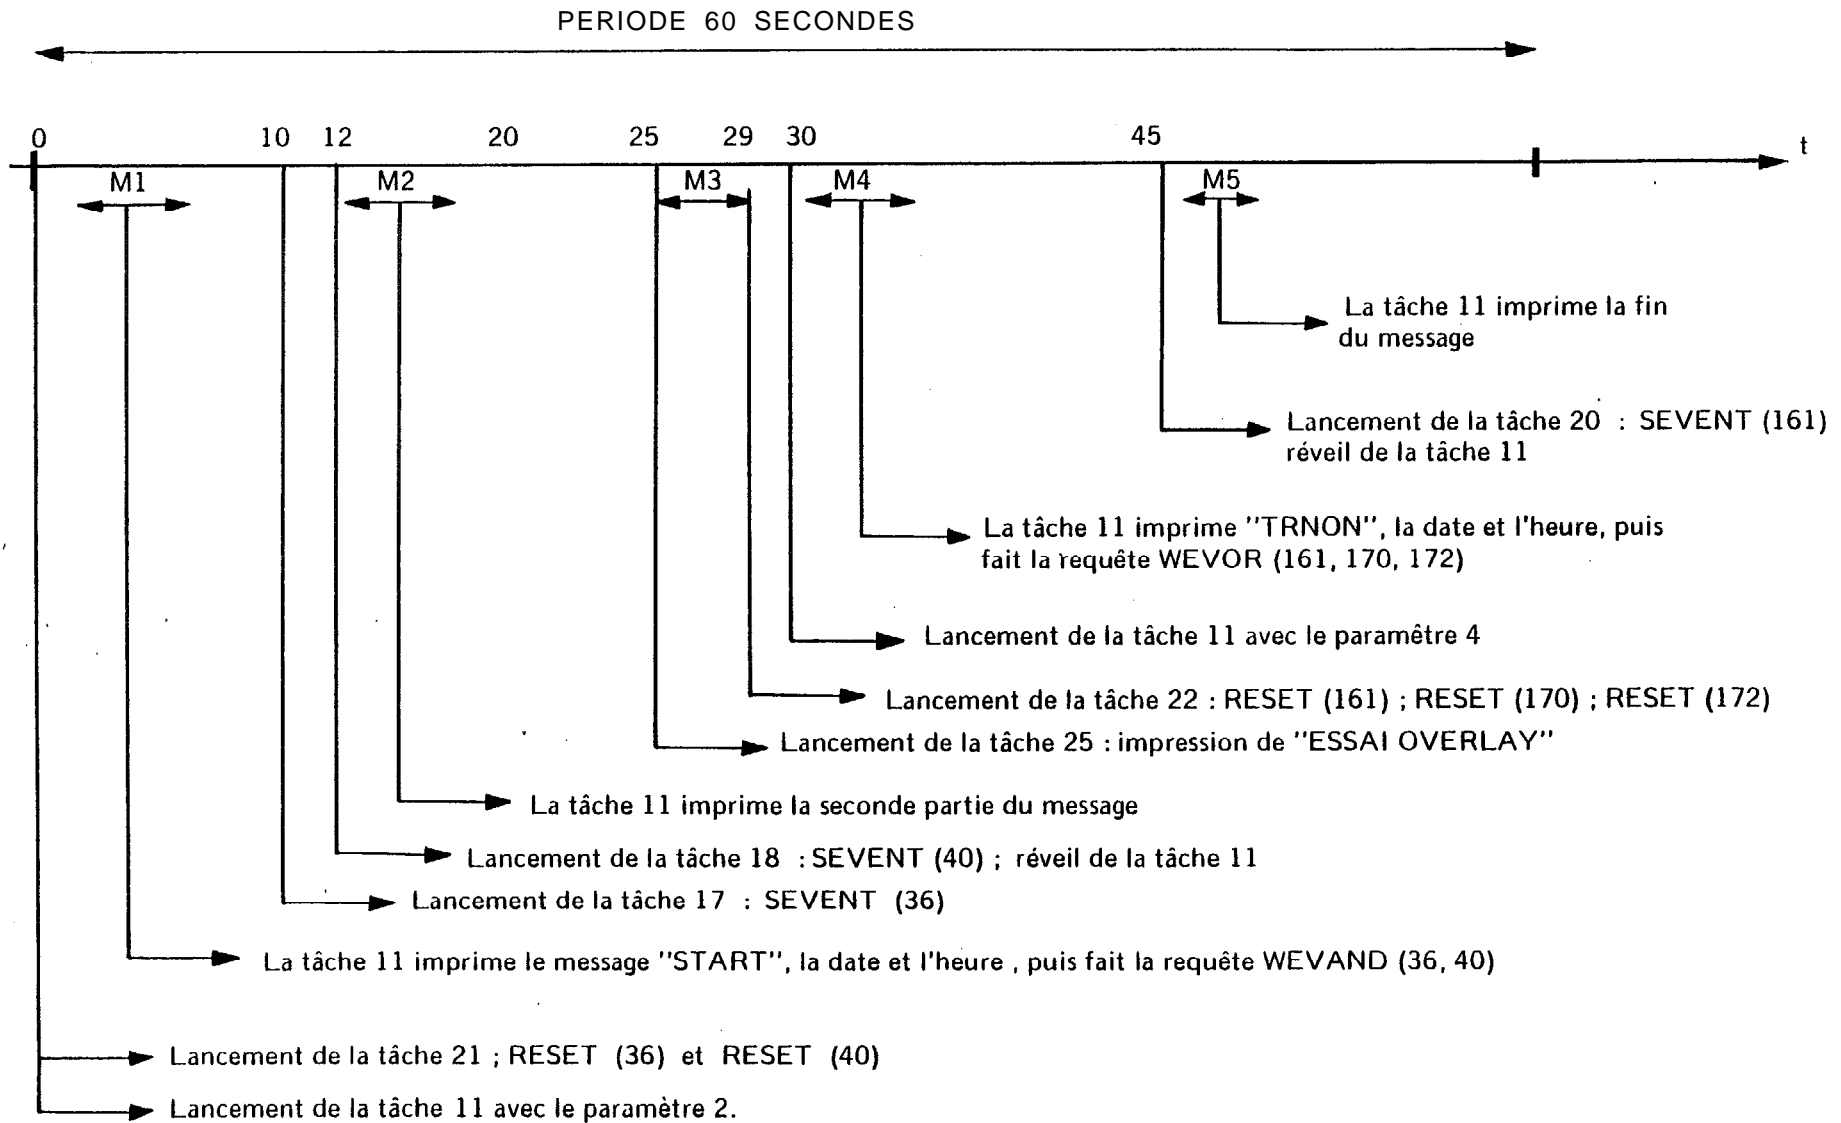 PERIODE 60 SECONDES
0 10 12 20 25 29 30 45 t
M1 M2 M3 M4 M5
La tâche 11 imprime la fin
du message
Lancement de la tâche 20 : SEVENT (161)
réveil de la tâche 11
La tâche 11 imprime "TRNON", la date et l'heure, puis
fait la requête WEVOR (161, 170, 172)
Lancement de la tâche 11 avec le paramêtre 4
Lancement de la tâche 22 : RESET (161) ; RESET (170) ; RESET (172)
Lancement de la tâche 25 : impression de "ESSAI OVERLAY"
La tâche 11 imprime la seconde partie du message
Lancement de la tâche 18 : SEVENT (40) ; réveil de la tâche 11
Lancement de la tâche 17 : SEVENT (36)
La tâche 11 imprime le message "START", la date et l'heure , puis fait la requête WEVAND (36, 40)
Lancement de la tâche 21 ; RESET (36) et RESET (40)
Lancement de la tâche 11 avec le paramètre 2.